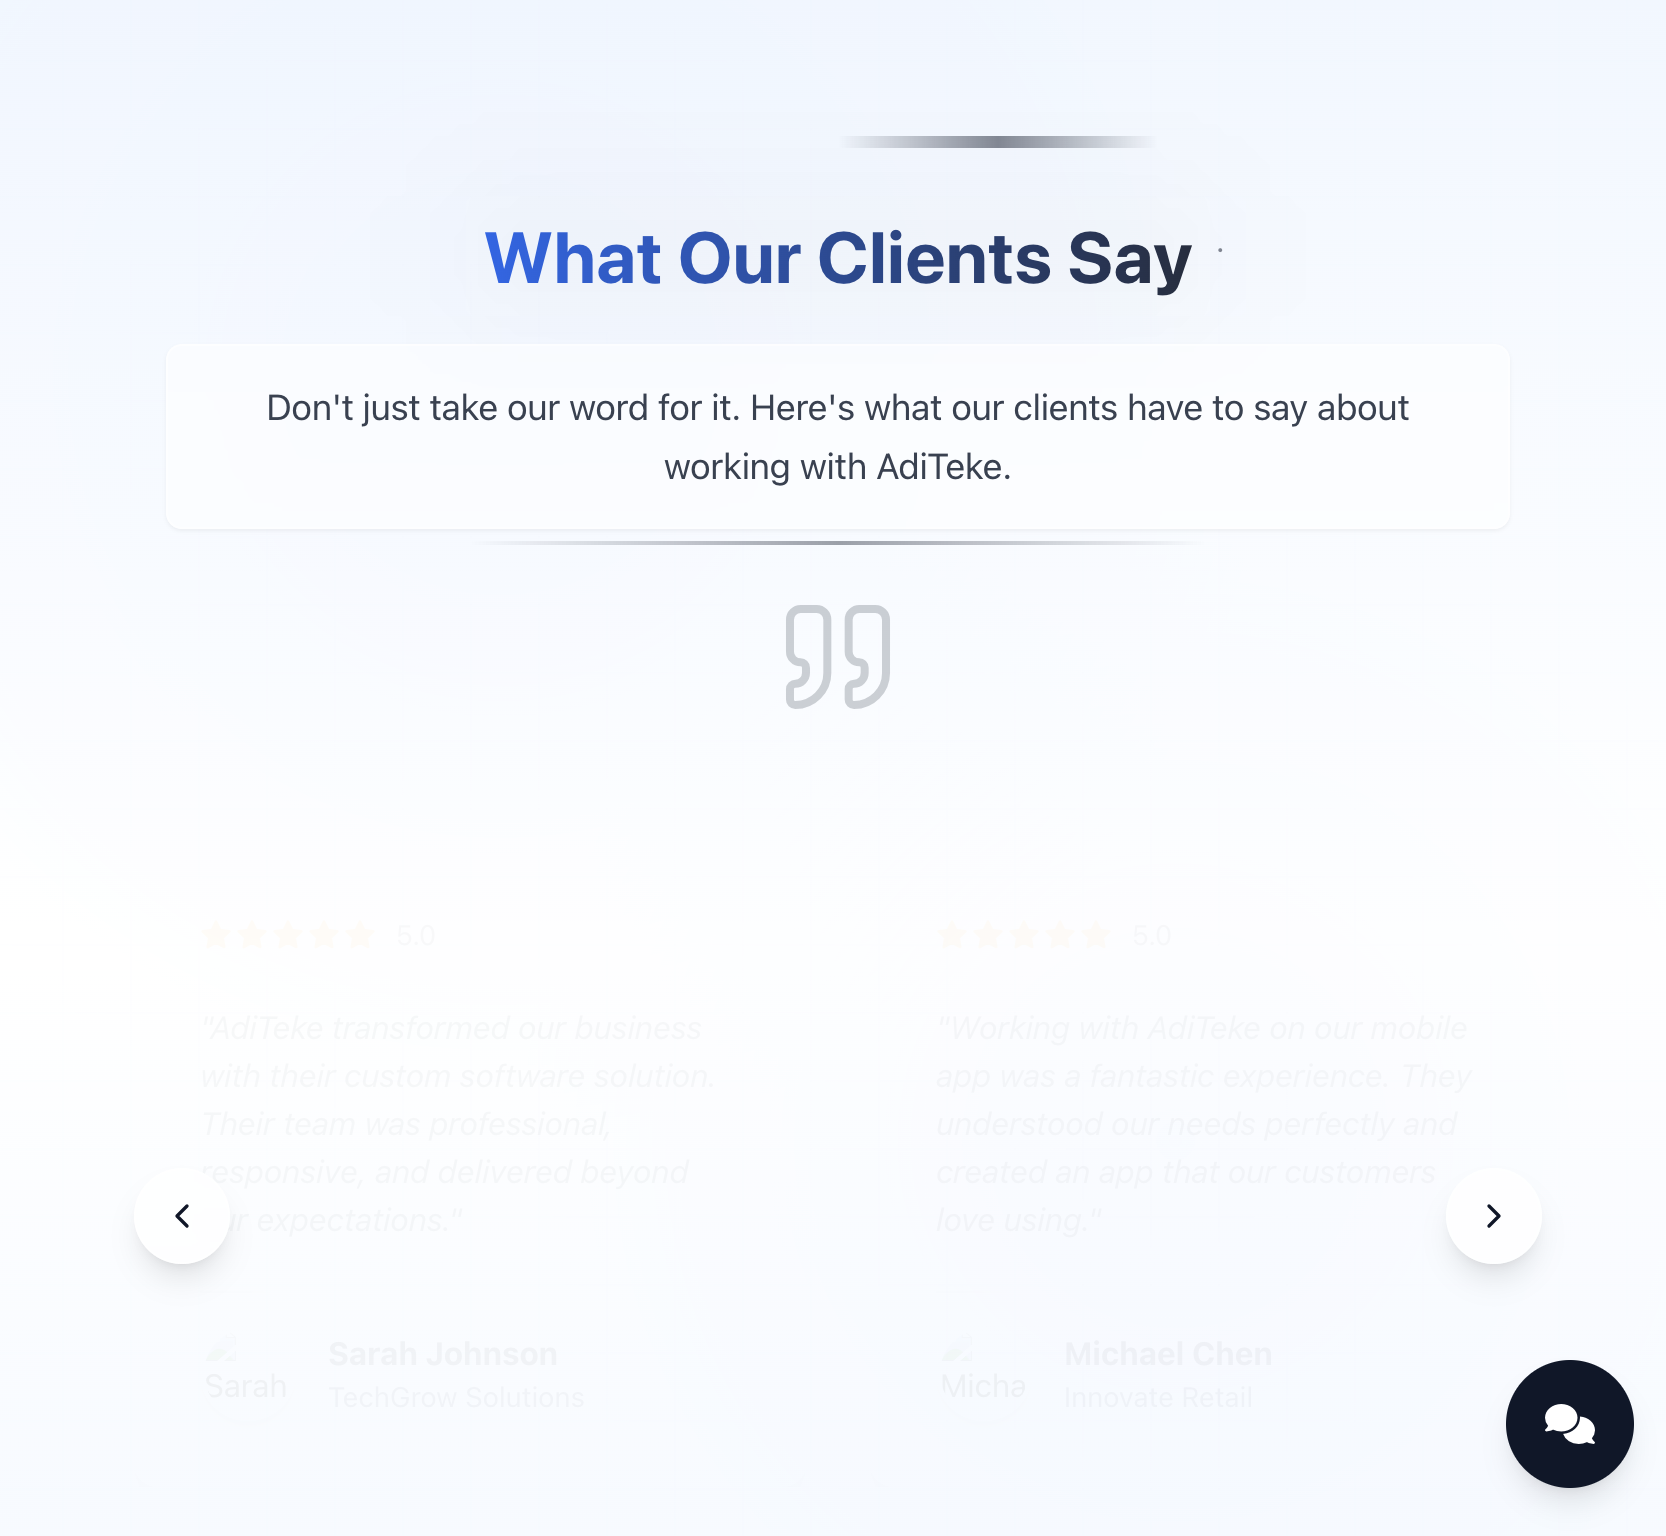 What Our Clients Say
Don't just take our word for it. Here's what our clients have to say about
working with AdiTeke.
5.0
"AdiTeke transformed our business
with their custom software solution.
Their team was professional,
responsive, and delivered beyond
ur expectations."
Sarah
Sarah Johnson
TechGrow Solutions
5.0
"Working with AdiTeke on our mobile
app was a fantastic experience. They
understood our needs perfectly and
created an app that our customers
love using."
Micha
Michael Chen
Innovate Retail